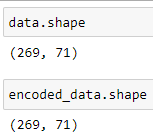 data.shape
(269, 71)
encoded_data.shape
(269, 71)